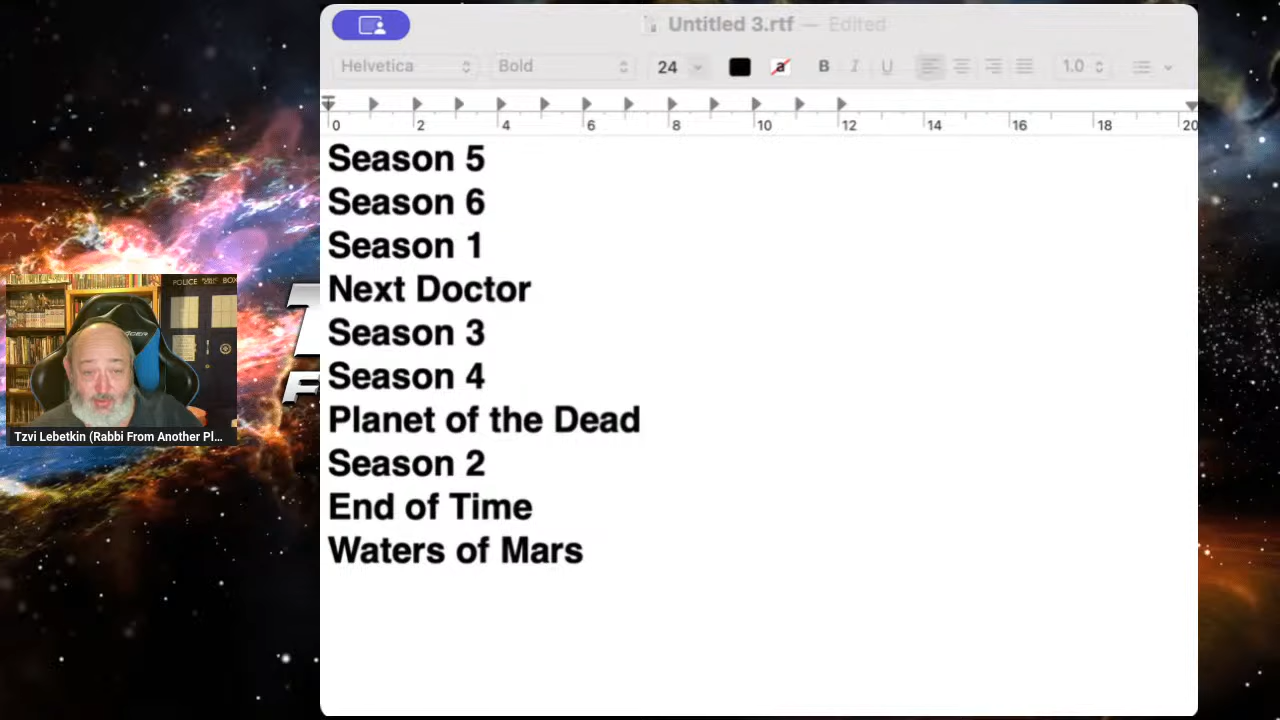 Untitled 3.rtf — Edited
Helvetica Bold 24 a B I U 1.0
0 2 4 6 8 10 12 14 16 18 20
Season 5
Season 6
Season 1
Next Doctor
Season 3
Season 4
Planet of the Dead
Season 2
End of Time
Waters of Mars
POLICE BOX
Tzvi Lebetkin (Rabbi From Another Pl...